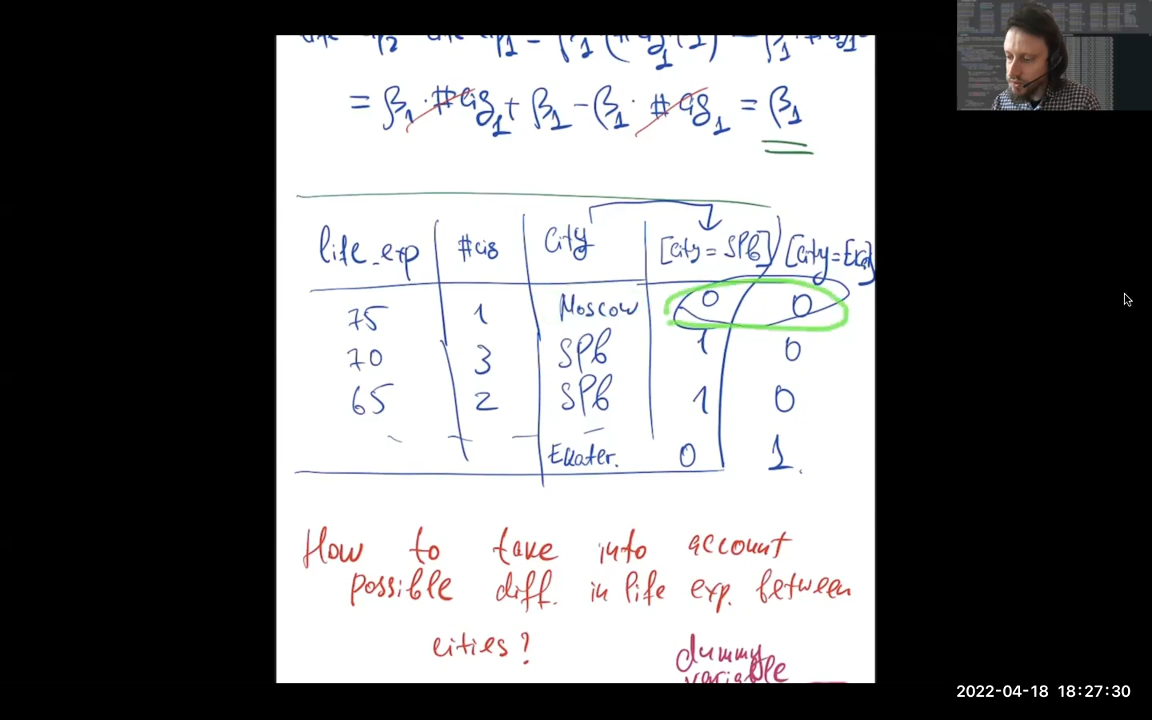 = β₁ · #cig₁ + β₁ − β₁ · #cig₁ = β₁
life_exp #cig City [City = SPb] [City = Ekat]
75 1 Moscow 0 0
70 3 SPb 1 0
65 2 SPb 1 0
Ekater. 0 1.
How to take into account
possible diff. in life exp. between
cities?
dummy
variable
2022-04-18 18:27:30